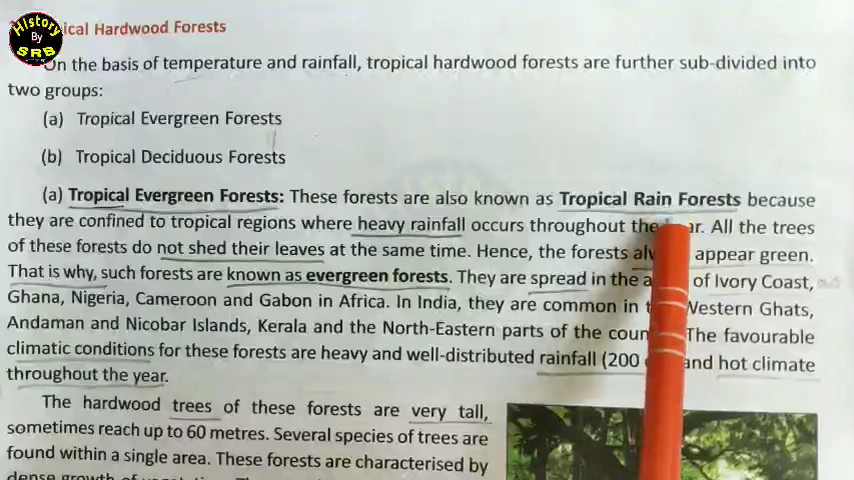 History
By
SRB
ical Hardwood Forests
On the basis of temperature and rainfall, tropical hardwood forests are further sub-divided into
two groups:
(a) Tropical Evergreen Forests
(b) Tropical Deciduous Forests
(a) Tropical Evergreen Forests: These forests are also known as Tropical Rain Forests because
they are confined to tropical regions where heavy rainfall occurs throughout the ar. All the trees
of these forests do not shed their leaves at the same time. Hence, the forests al appear green.
That is why, such forests are known as evergreen forests. They are spread in the a of Ivory Coast,
Ghana, Nigeria, Cameroon and Gabon in Africa. In India, they are common in t Western Ghats,
Andaman and Nicobar Islands, Kerala and the North-Eastern parts of the coun The favourable
climatic conditions for these forests are heavy and well-distributed rainfall (200 and hot climate
throughout the year.
The hardwood trees of these forests are very tall,
sometimes reach up to 60 metres. Several species of trees are
found within a single area. These forests are characterised by
dense growth of